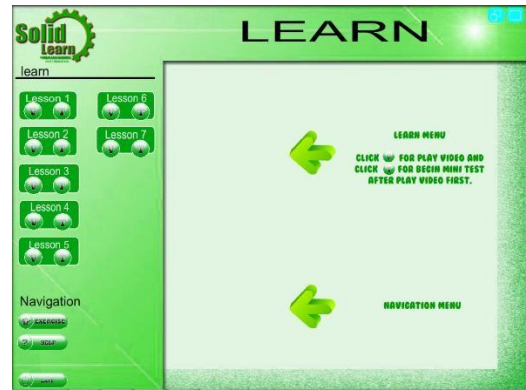 Solid
Learn
LEARN
learn
Lesson 1
Lesson 6
Lesson 2
Lesson 7
Lesson 3
Lesson 4
Lesson 5
LEARN MENU
CLICK FOR PLAY VIDEO AND
CLICK FOR BEGIN MINI TEST
AFTER PLAY VIDEO FIRST.
Navigation
EXERCISE
NAVIGATION MENU